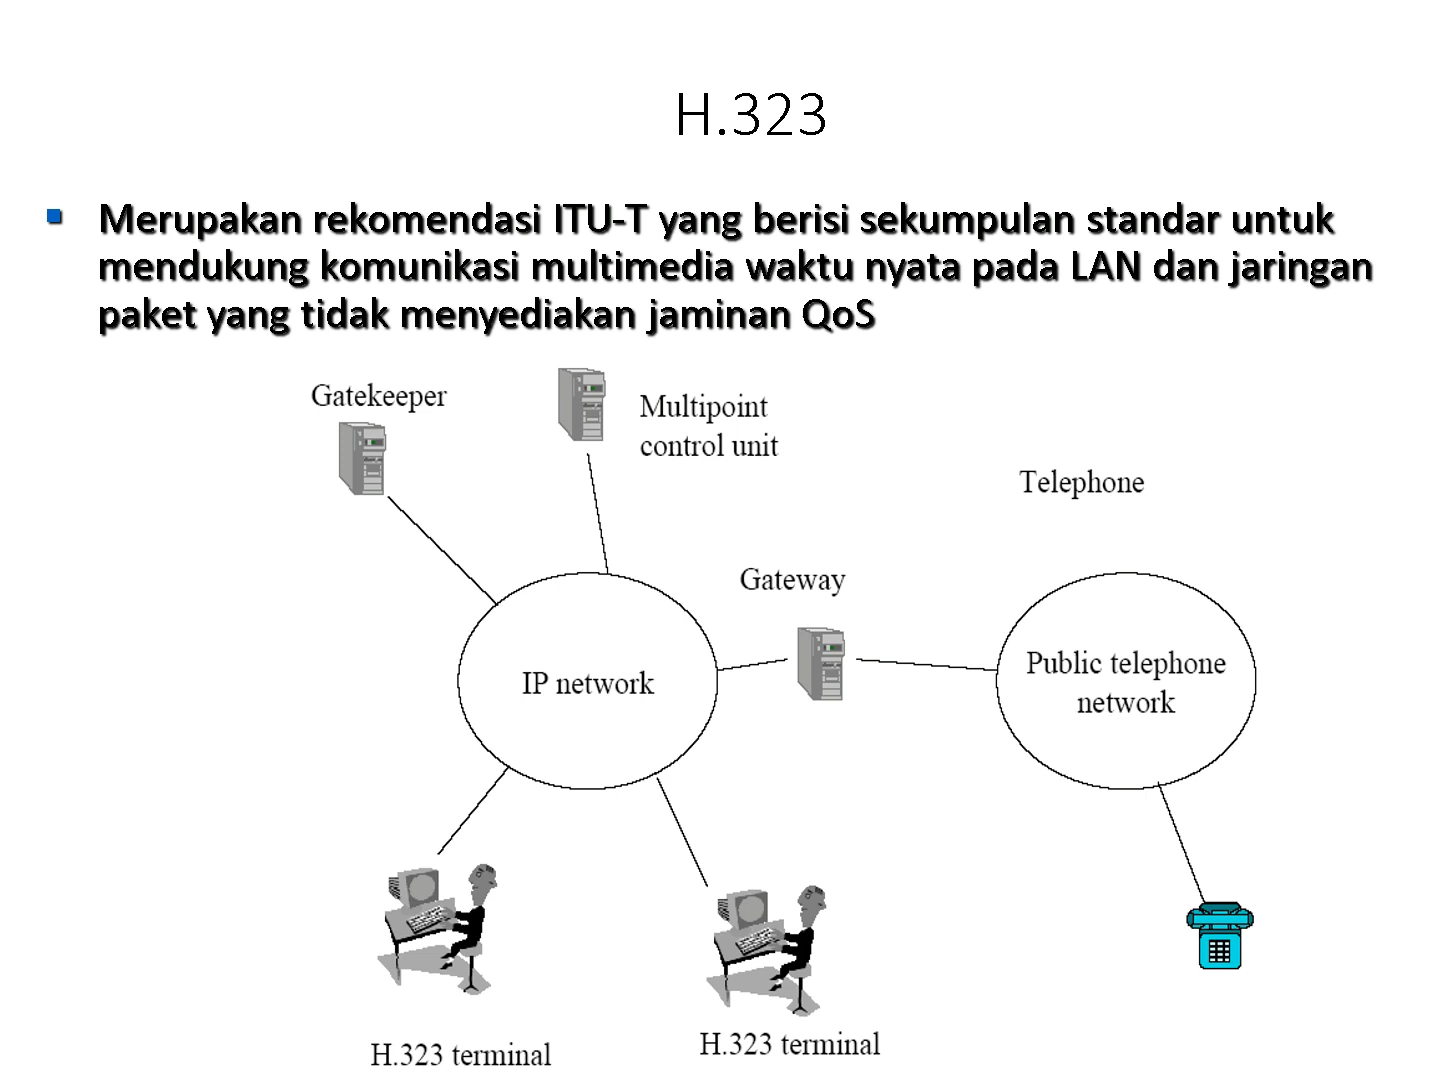 H.323
Merupakan rekomendasi ITU-T yang berisi sekumpulan standar untuk
mendukung komunikasi multimedia waktu nyata pada LAN dan jaringan
paket yang tidak menyediakan jaminan QoS
Gatekeeper
Multipoint
control unit
Telephone
Gateway
IP network
Public telephone
network
H.323 terminal
H.323 terminal